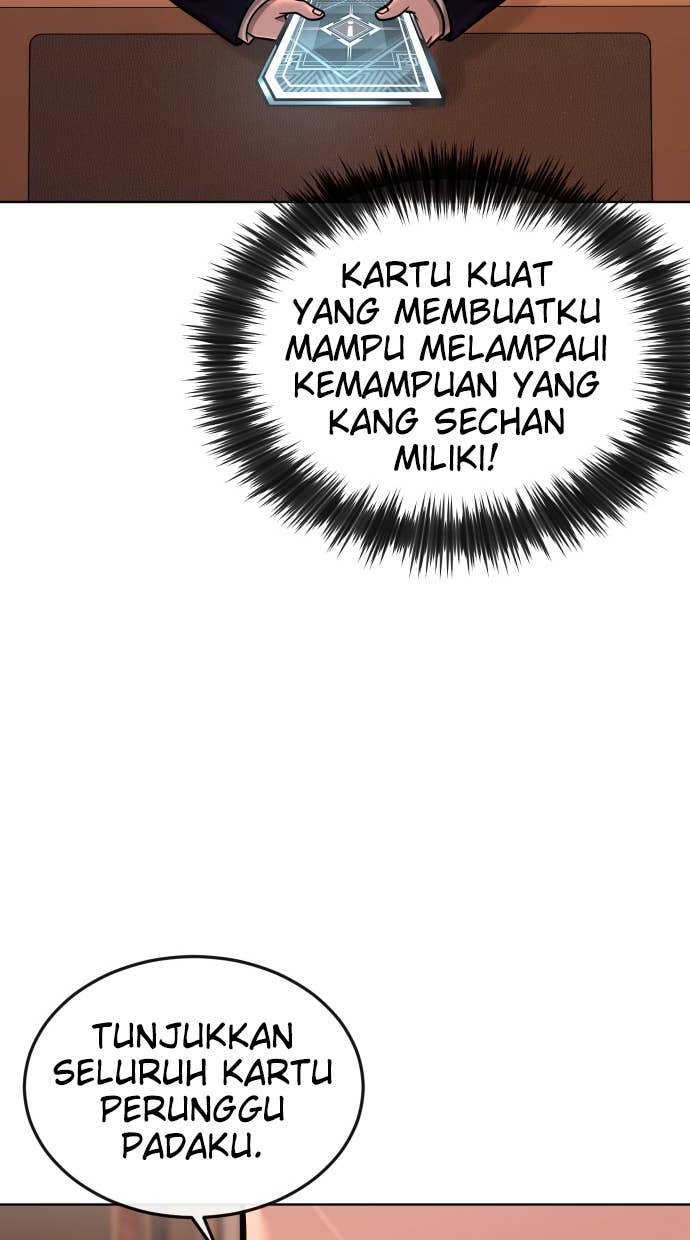 KARTU KUAT
YANG MEMBUATKU
MAMPU MELAMPAUI
KEMAMPUAN YANG
KANG SECHAN
MILIKI!
TUNJUKKAN
SELURUH KARTU
PERUNGGU
PADAKU.